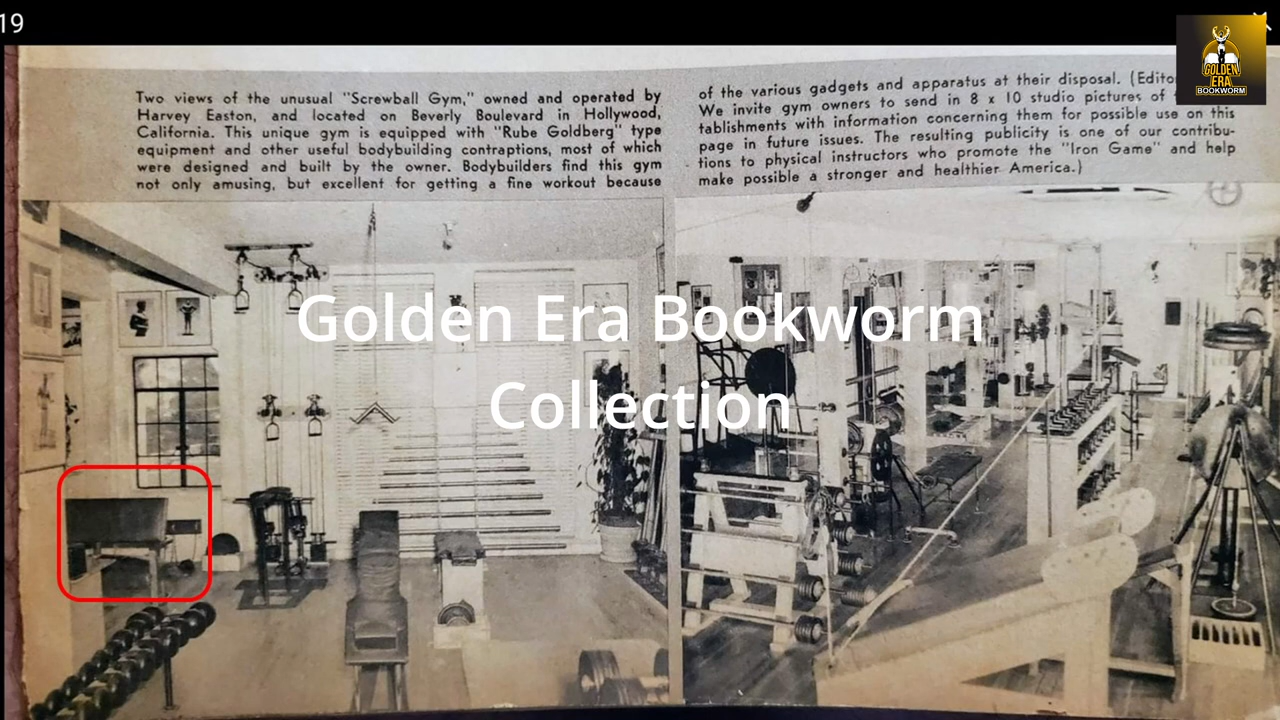 19
GOLDEN
ERA
BOOKWORM
Two views of the unusual "Screwball Gym," owned and operated by
Harvey Easton, and located on Beverly Boulevard in Hollywood,
California. This unique gym is equipped with "Rube Goldberg" type
equipment and other useful bodybuilding contraptions, most of which
were designed and built by the owner. Bodybuilders find this gym
not only amusing, but excellent for getting a fine workout because
of the various gadgets and apparatus at their disposal. (Edito
We invite gym owners to send in 8 x 10 studio pictures of
tablishments with information concerning them for possible use on this
page in future issues. The resulting publicity is one of our contribu-
tions to physical instructors who promote the "Iron Game" and help
make possible a stronger and healthier America.)
Golden Era Bookworm
Collection